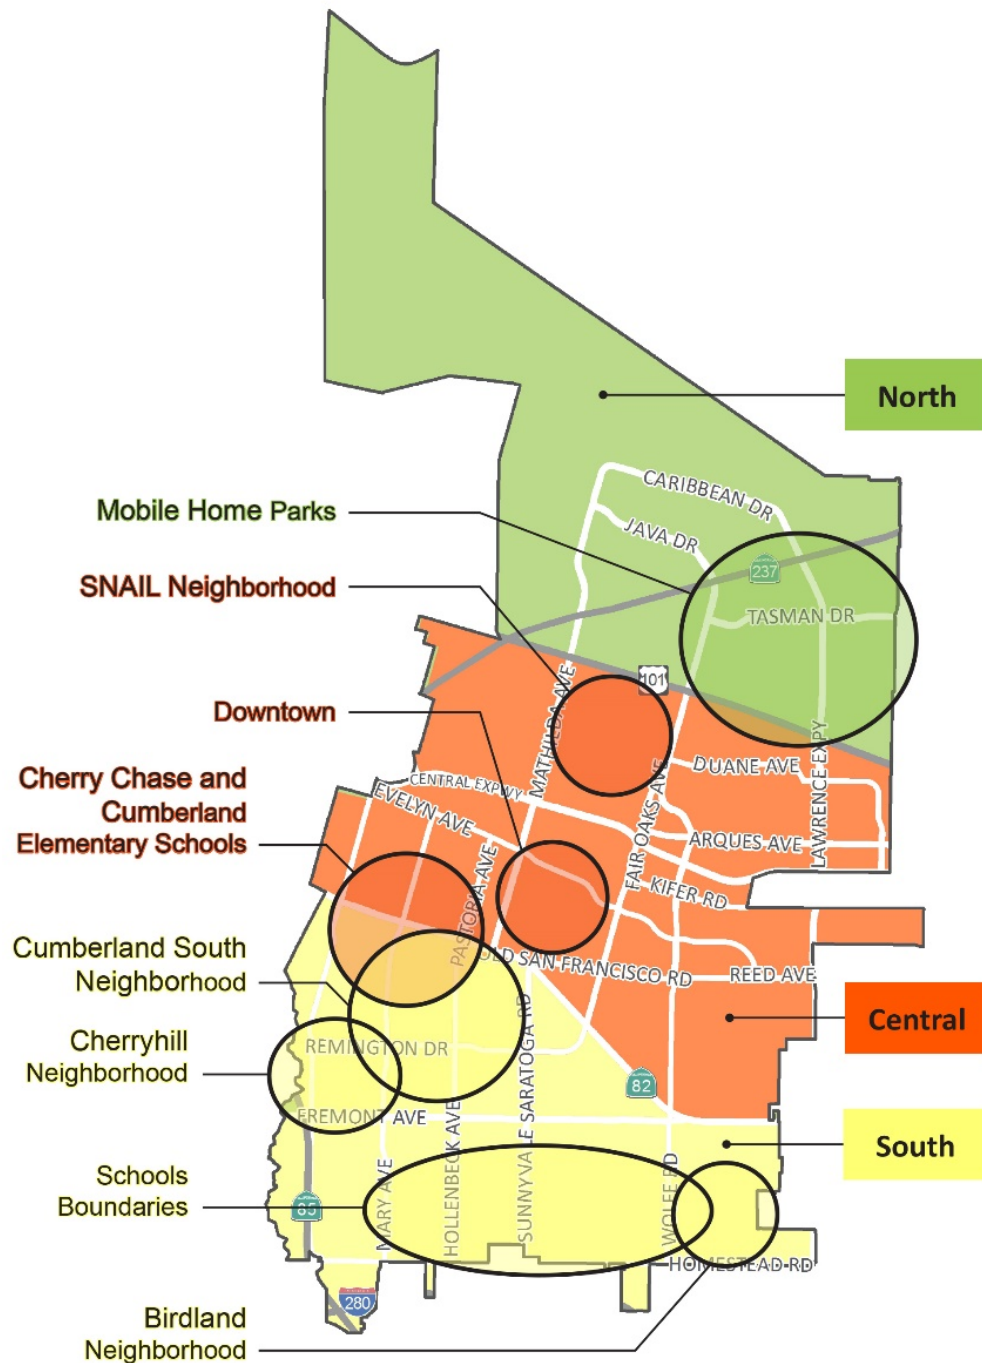 North
CARIBBEAN DR
JAVA DR
Mobile Home Parks
237
TASMAN DR
SNAIL Neighborhood
101
MATHILDA AVE
Downtown
DUANE AVE
CENTRAL EXPWY
EVELYN AVE
FAIR OAKS AVE
LAWRENCE EXPY
Cherry Chase and
Cumberland
Elementary Schools
ARQUES AVE
PASTORIA AVE
KIFER RD
Cumberland South
Neighborhood
OLD SAN FRANCISCO RD
REED AVE
Central
Cherryhill
Neighborhood
REMINGTON DR
SUNNYVALE SARATOGA RD
82
FREMONT AVE
South
Schools
Boundaries
85
MARY AVE
HOLLENBECK AVE
WOLFE RD
HOMESTEAD RD
280
Birdland
Neighborhood